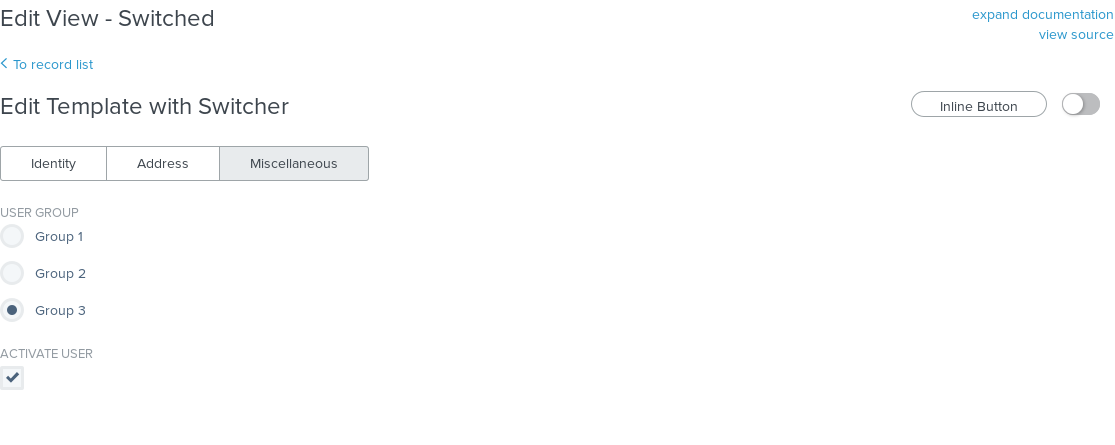 Edit View - Switched
expand documentation
view source
To record list
Edit Template with Switcher
Inline Button
Identity
Address
Miscellaneous
USER GROUP
Group 1
Group 2
Group 3
ACTIVATE USER